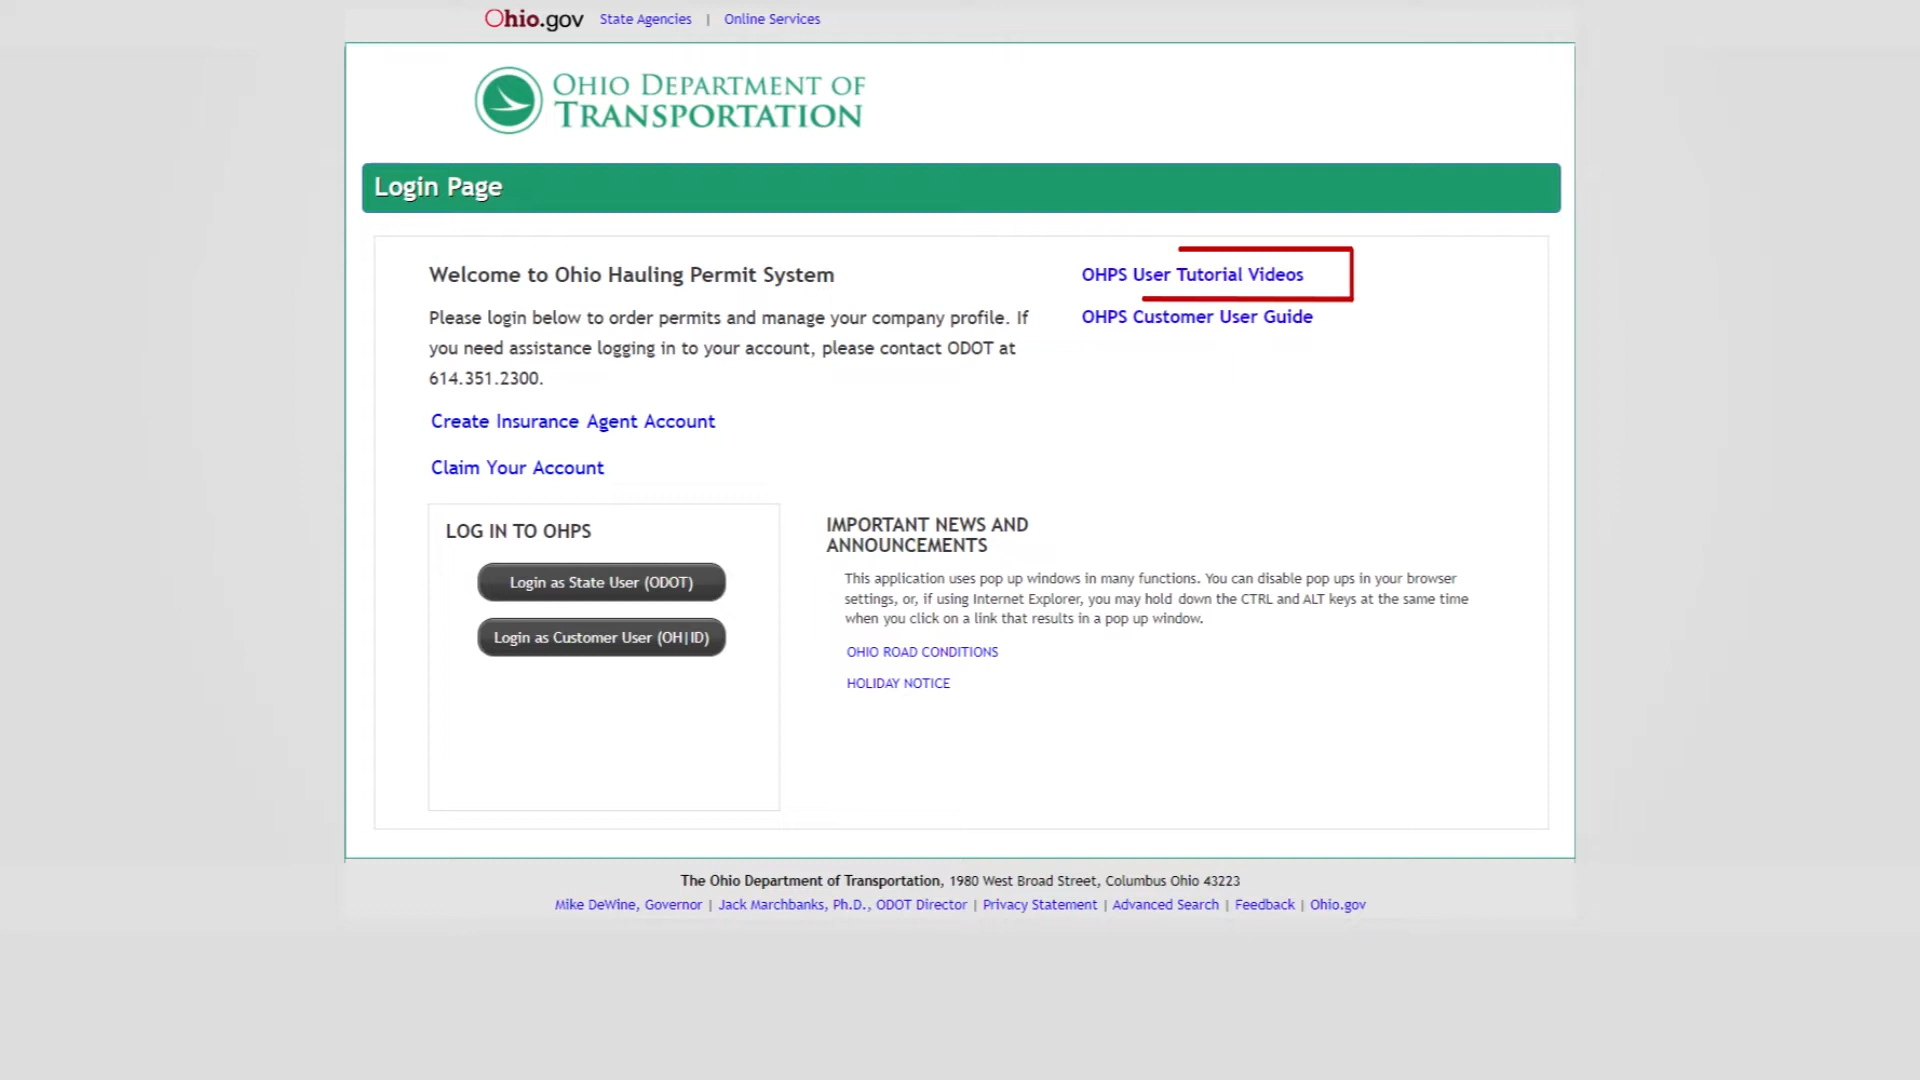 Ohio.gov State Agencies | Online Services
OHIO DEPARTMENT OF
TRANSPORTATION
Login Page
Welcome to Ohio Hauling Permit System
Please login below to order permits and manage your company profile. If
you need assistance logging in to your account, please contact ODOT at
614.351.2300.
OHPS User Tutorial Videos
OHPS Customer User Guide
Create Insurance Agent Account
Claim Your Account
LOG IN TO OHPS
Login as State User (ODOT)
Login as Customer User (OH|ID)
IMPORTANT NEWS AND
ANNOUNCEMENTS
This application uses pop up windows in many functions. You can disable pop ups in your browser
settings, or, if using Internet Explorer, you may hold down the CTRL and ALT keys at the same time
when you click on a link that results in a pop up window.
OHIO ROAD CONDITIONS
HOLIDAY NOTICE
The Ohio Department of Transportation, 1980 West Broad Street, Columbus Ohio 43223
Mike DeWine, Governor | Jack Marchbanks, Ph.D., ODOT Director | Privacy Statement | Advanced Search | Feedback | Ohio.gov